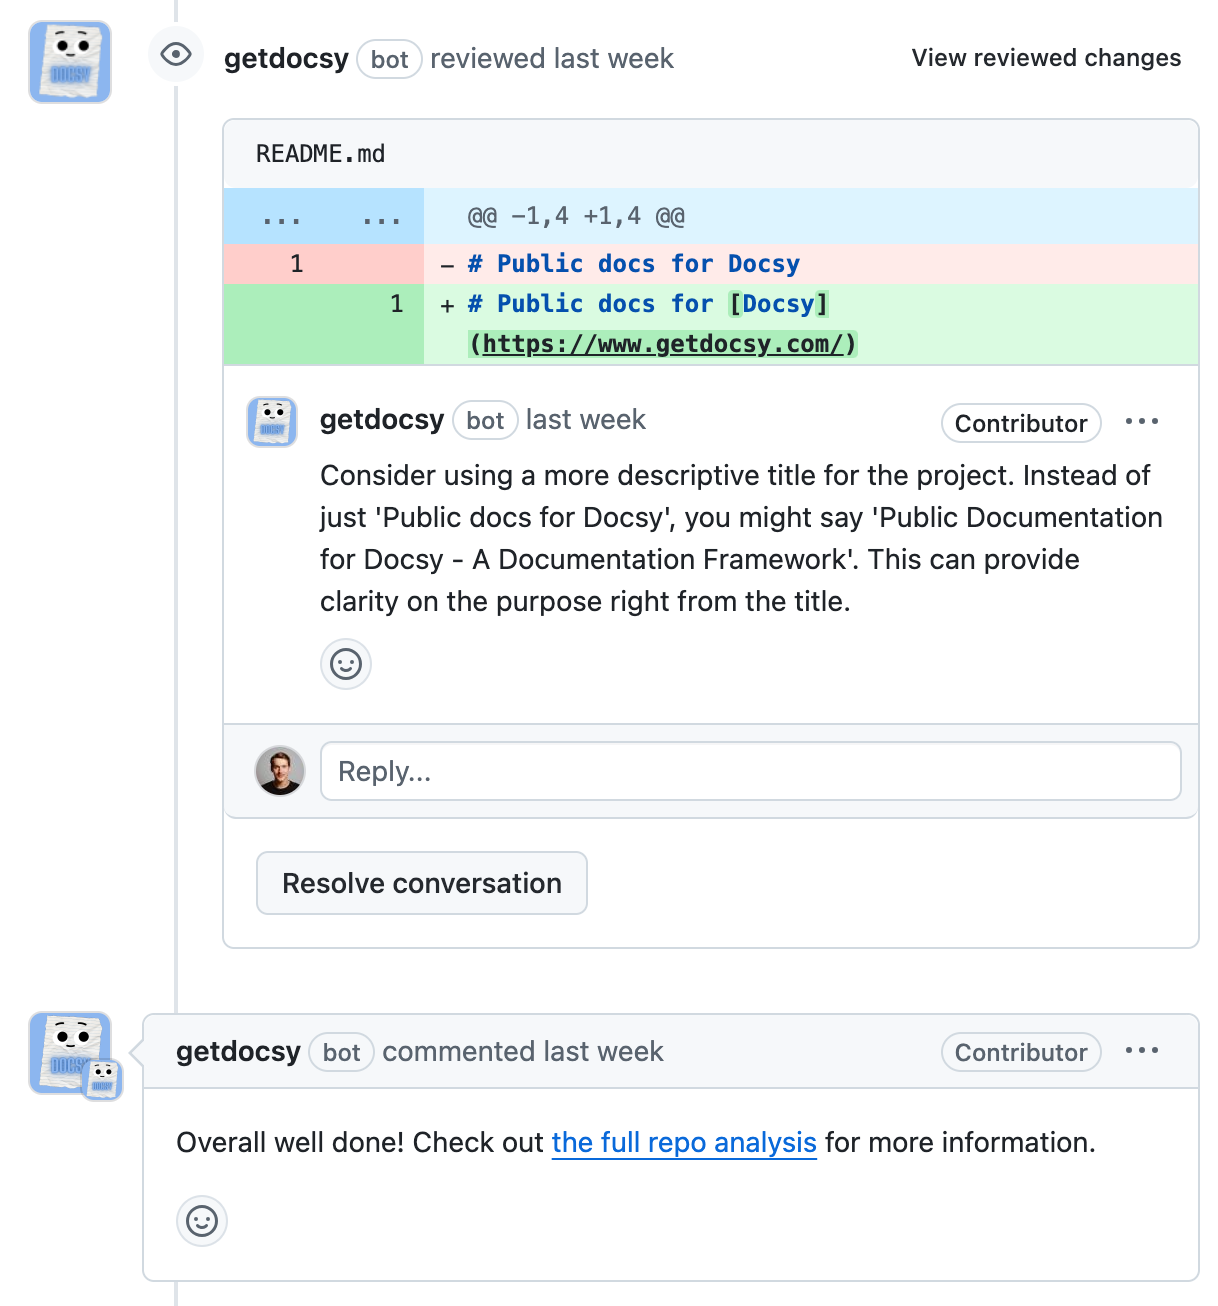 DOCSY
getdocsy bot reviewed last week
View reviewed changes
README.md
... ... @@ -1,4 +1,4 @@
1 - # Public docs for Docsy
1 + # Public docs for [Docsy]
(https://www.getdocsy.com/)
DOCSY
getdocsy bot last week
Contributor ...
Consider using a more descriptive title for the project. Instead of
just 'Public docs for Docsy', you might say 'Public Documentation
for Docsy - A Documentation Framework'. This can provide
clarity on the purpose right from the title.
Reply...
Resolve conversation
DOCSY
DOCSY
getdocsy bot commented last week
Contributor ...
Overall well done! Check out the full repo analysis for more information.